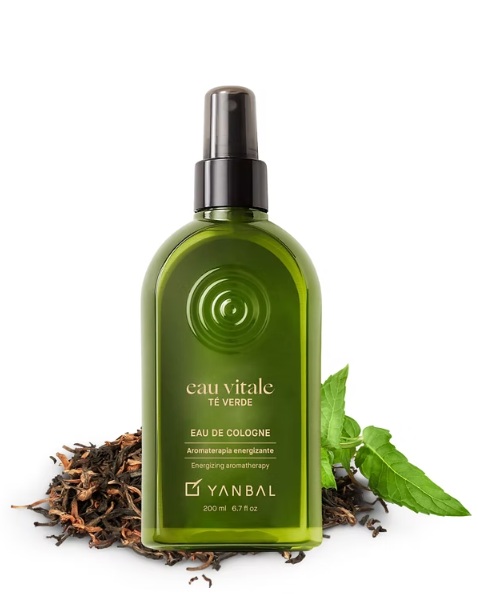 eau vitale
TÉ VERDE
EAU DE COLOGNE
Aromaterapia energizante
Energizing aromatherapy
YANBAL
200 ml 6.7 fl oz